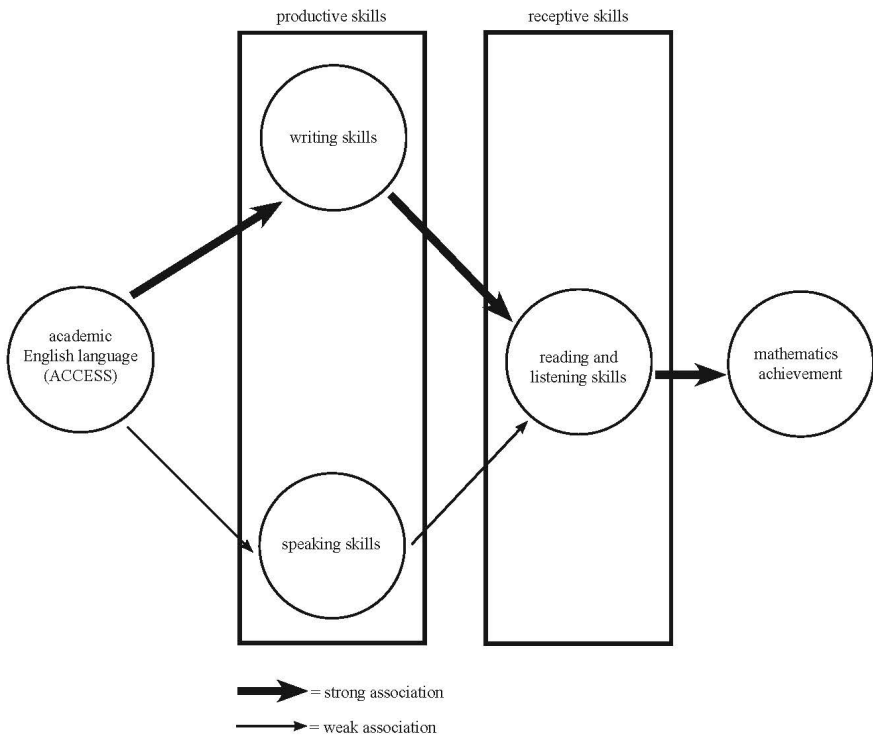 productive skills
receptive skills
writing skills
academic
English language
(ACCESS)
reading and
listening skills
mathematics
achievement
speaking skills
= strong association
= weak association